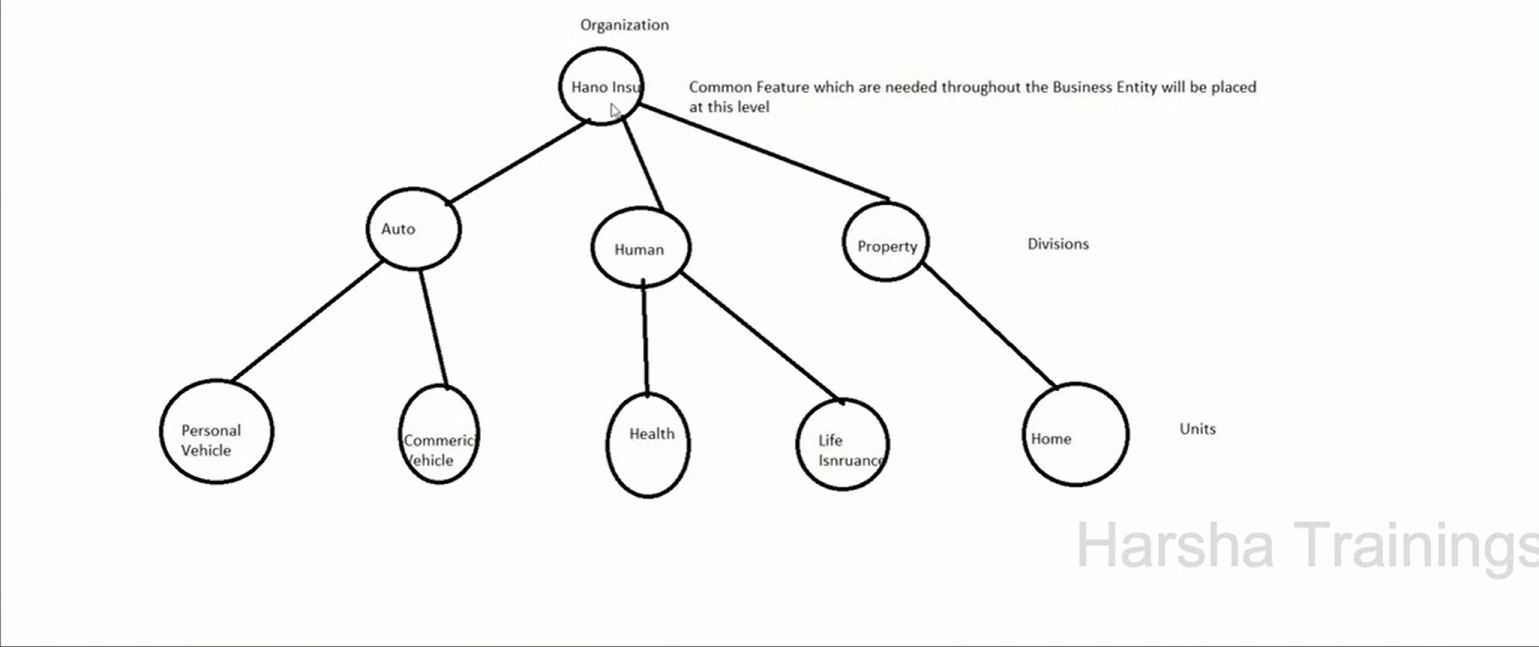 Organization
Hano Insu
Common Feature which are needed throughout the Business Entity will be placed
at this level
Auto
Human
Property
Divisions
Personal
Vehicle
Commeric
Vehicle
Health
Life
Isnruance
Home
Units
Harsha Trainings